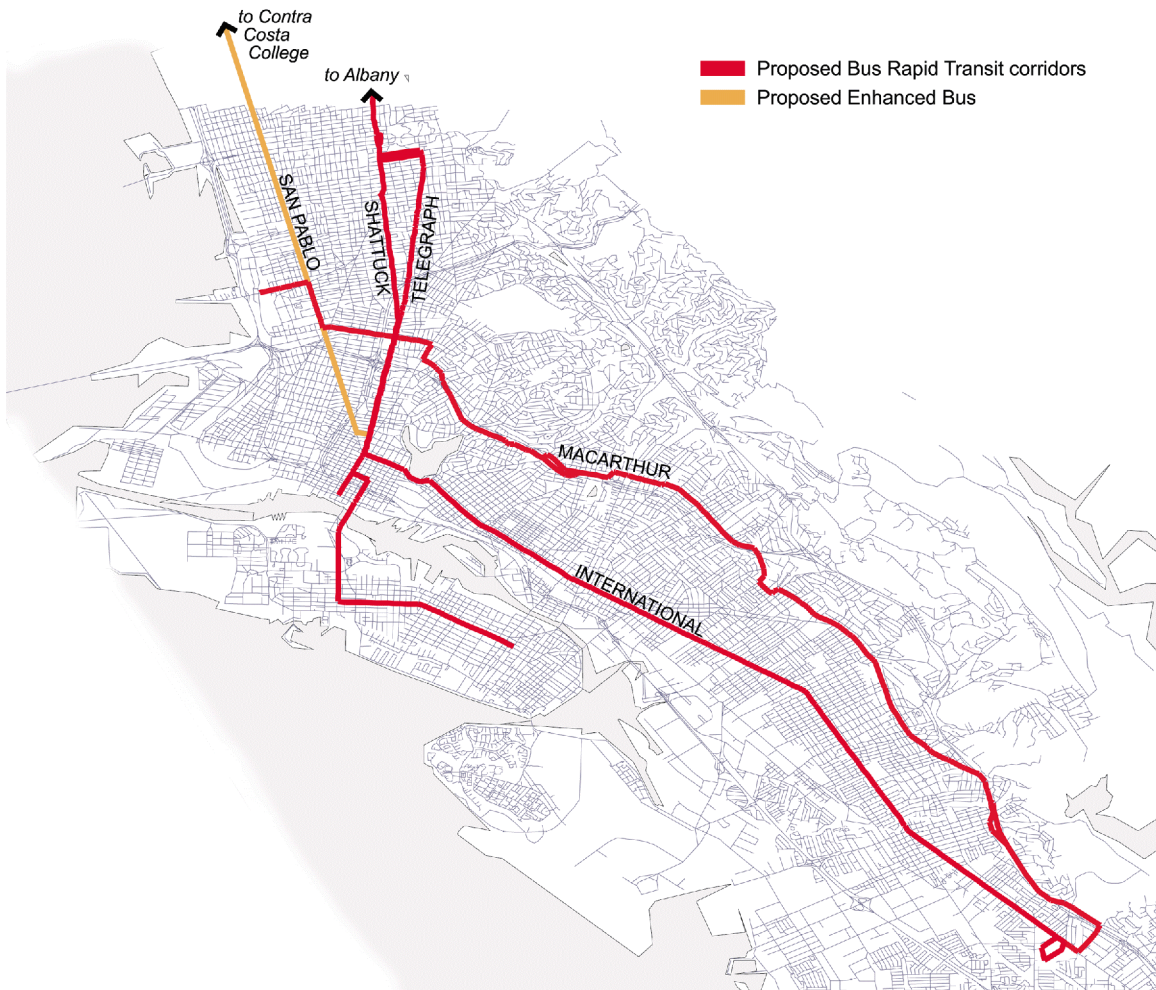 to Contra
Costa
College
to Albany
Proposed Bus Rapid Transit corridors
Proposed Enhanced Bus
SAN PABLO
SHATTUCK
TELEGRAPH
MACARTHUR
INTERNATIONAL